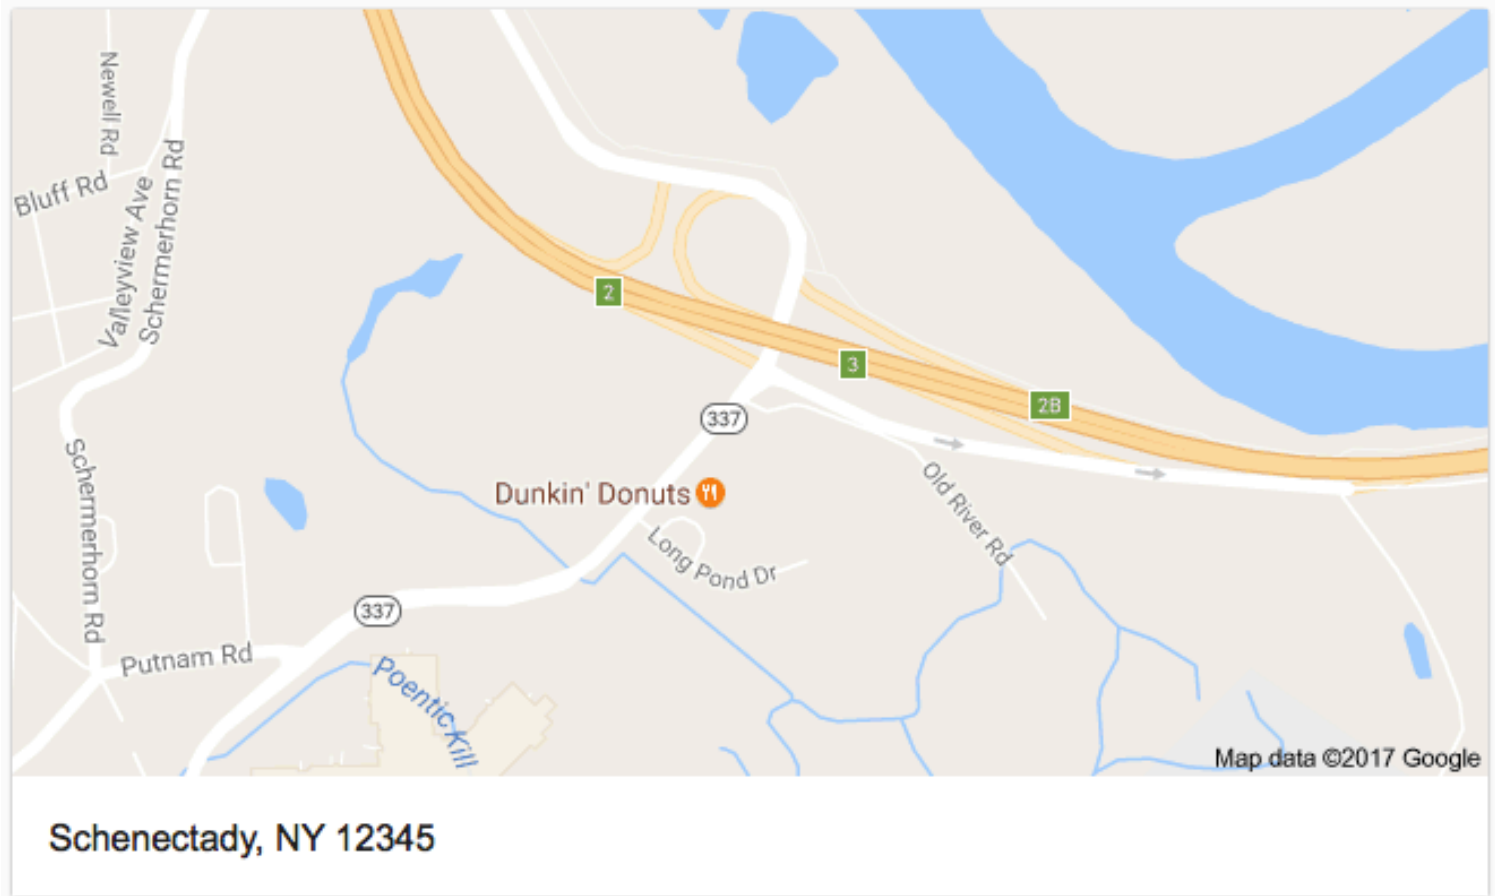 Newell Rd
Bluff Rd
Valleyview Ave
Schermerhorn Rd
2
3
2B
337
Dunkin' Donuts
Old River Rd
Schermerhorn Rd
Long Pond Dr
337
Putnam Rd
Poentic Kill
Map data ©2017 Google
Schenectady, NY 12345